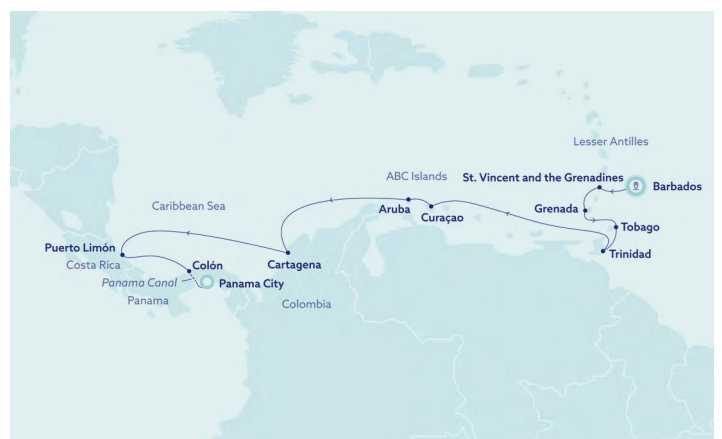 Lesser Antilles
ABC Islands
St. Vincent and the Grenadines
Barbados
Aruba
Curaçao
Grenada
Caribbean Sea
Tobago
Puerto Limón
Trinidad
Costa Rica
Colón
Cartagena
Panama Canal
Panama City
Panama
Colombia